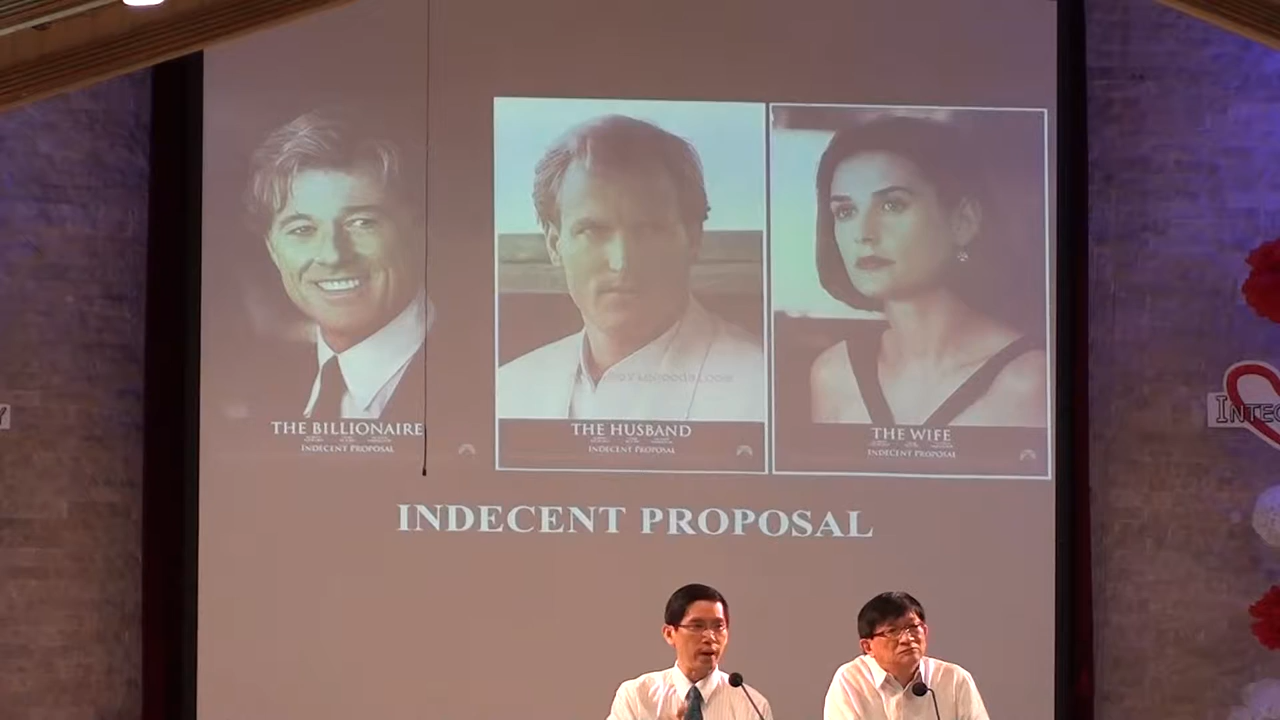 THE BILLIONAIRE
INDECENT PROPOSAL
THE HUSBAND
INDECENT PROPOSAL
THE WIFE
INDECENT PROPOSAL
INDECENT PROPOSAL